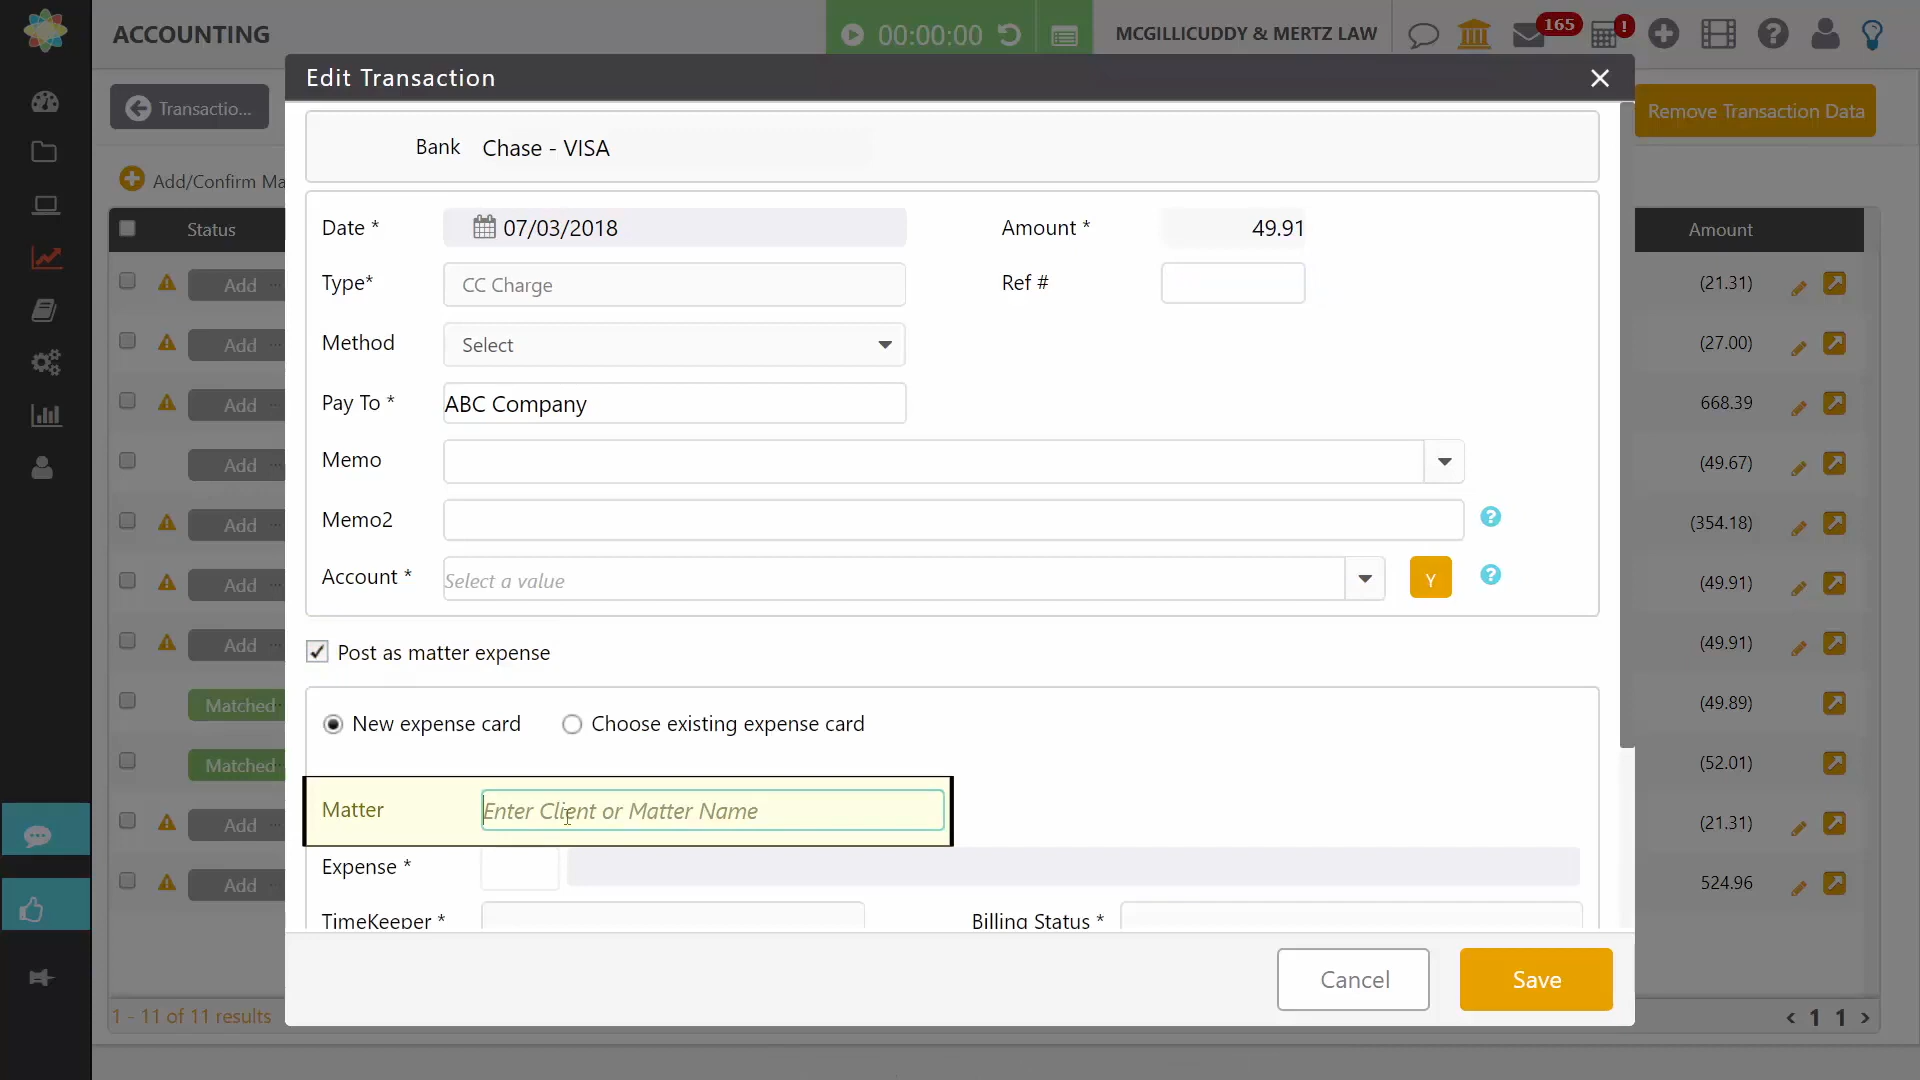 ACCOUNTING
00:00:00
MCGILLICUDDY & MERTZ LAW
165
!
?
Transactio...
Remove Transaction Data
Add/Confirm Ma
Edit Transaction
Bank Chase - VISA
Date * 07/03/2018
Amount * 49.91
Type* CC Charge
Ref #
Method Select
Pay To * ABC Company
Memo
Memo2
?
Account * Select a value
Y
?
Post as matter expense
New expense card
Choose existing expense card
Matter Enter Client or Matter Name
Expense *
TimeKeeper *
Billing Status *
Cancel
Save
Status
Amount
Add ... (21.31)
Add ... (27.00)
Add ... 668.39
Add ... (49.67)
Add ... (354.18)
Add ... (49.91)
Add ... (49.91)
Matched (49.89)
Matched (52.01)
Add ... (21.31)
Add ... 524.96
1 - 11 of 11 results
< 1 1 >